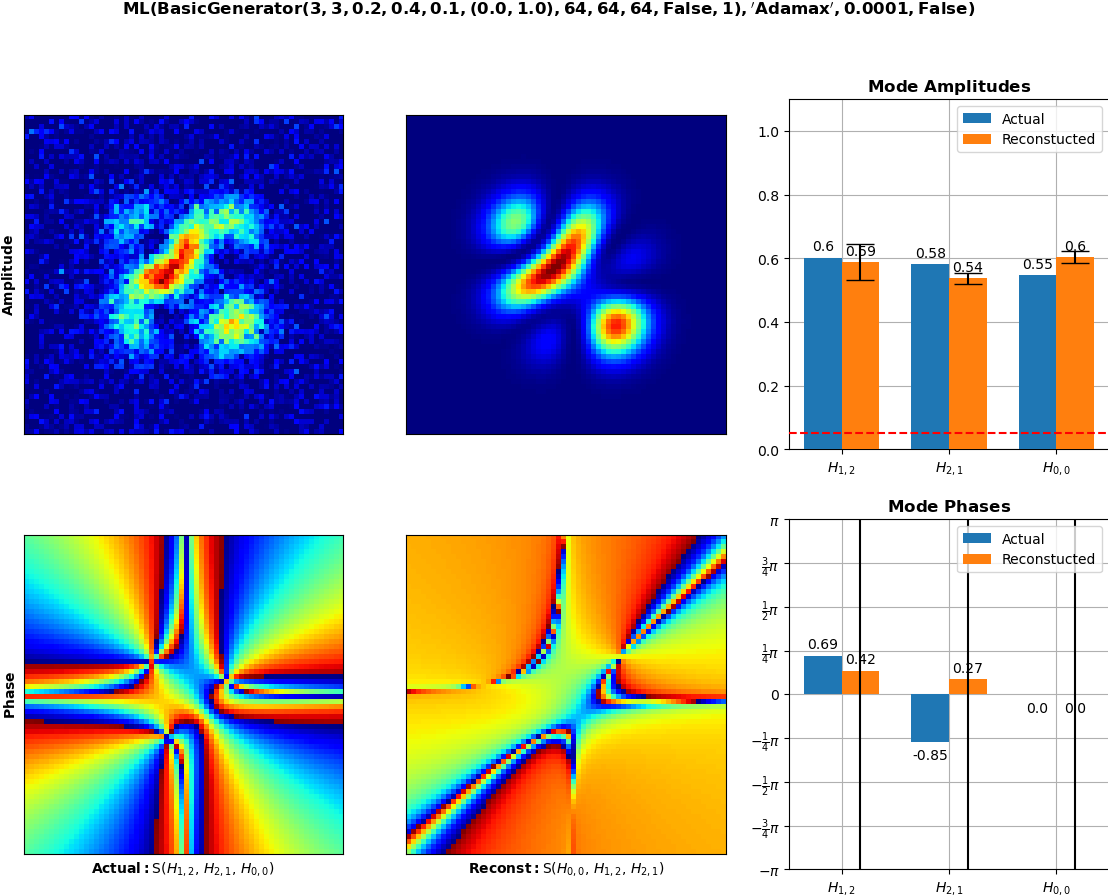 ML(BasicGenerator(3, 3, 0.2, 0.4, 0.1, (0.0, 1.0), 64, 64, 64, False, 1), ′Adamax′, 0.0001, False)
Amplitude
Mode Amplitudes
Actual
Reconstucted
1.0
0.8
0.6
0.4
0.2
0.0
0.6
0.59
0.58
0.54
0.55
0.6
H1,2
H2,1
H0,0
Phase
Actual: S(H1,2, H2,1, H0,0)
Reconst: S(H0,0, H1,2, H2,1)
Mode Phases
Actual
Reconstucted
π
3/4π
1/2π
1/4π
0
−1/4π
−1/2π
−3/4π
−π
0.69
0.42
-0.85
0.27
0.0
0.0
H1,2
H2,1
H0,0